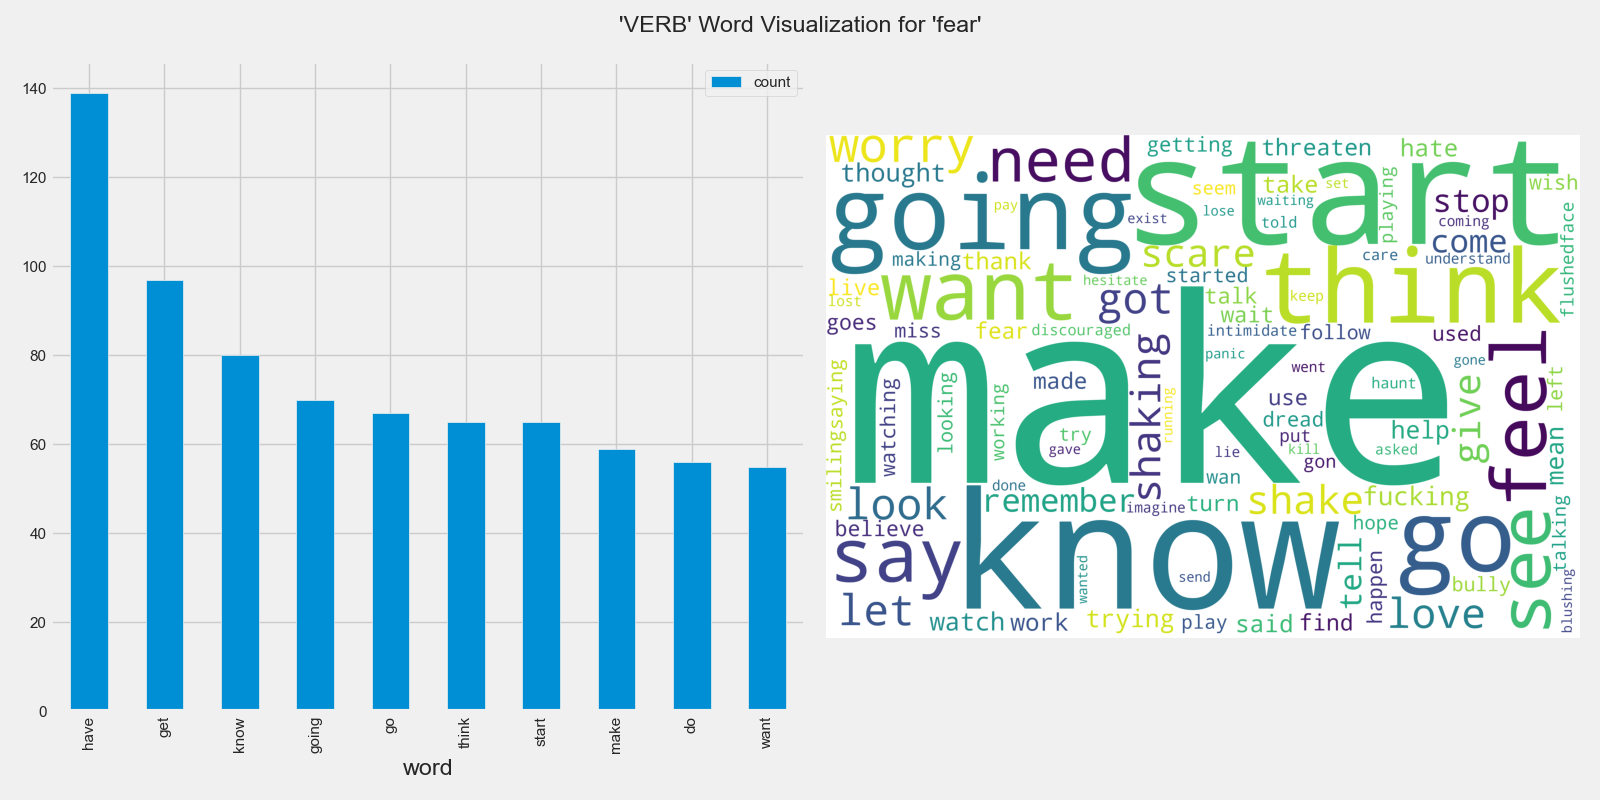 'VERB' Word Visualization for 'fear'
count
140
120
100
80
60
40
20
0
have
get
know
going
go
think
start
make
do
want
word
worry
need
getting
threaten
hate
start
thought
going
seem
take
set
wish
pay
exist
lose
waiting
told
playing
stop
coming
come
making
thank
scare
care
understand
flushedface
live
lost
want
hesitate
started
got
talk
keep
think
wait
goes
miss
fear
discouraged
intimidate
follow
used
make
shaking
panic
went
gone
feel
made
haunt
smilingsaying
watching
looking
working
running
use
give
left
try
gave
dread
put
help
lie
kill
asked
gon
wan
mean
done
look
remember
imagine
turn
shake
fucking
believe
know
hope
go
see
talking
say
wanted
send
tell
happen
bully
blushing
let
watch
work
trying
play
said
find
love